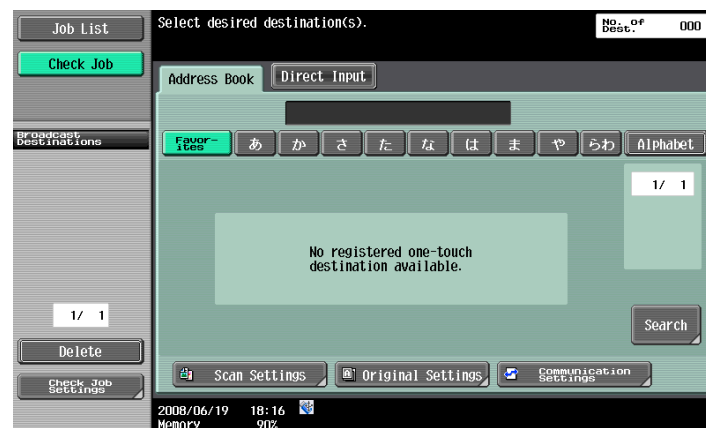 Job List
Select desired destination(s).
No. of
Dest.
000
Check Job
Address Book
Direct Input
Broadcast
Destinations
Favor-
ites
あ
か
さ
た
な
は
ま
や
らわ
Alphabet
1/ 1
No registered one-touch
destination available.
1/ 1
Search
Delete
Scan Settings
Original Settings
Communication
Settings
Check Job
Settings
2008/06/19 18:16
Memory 90%